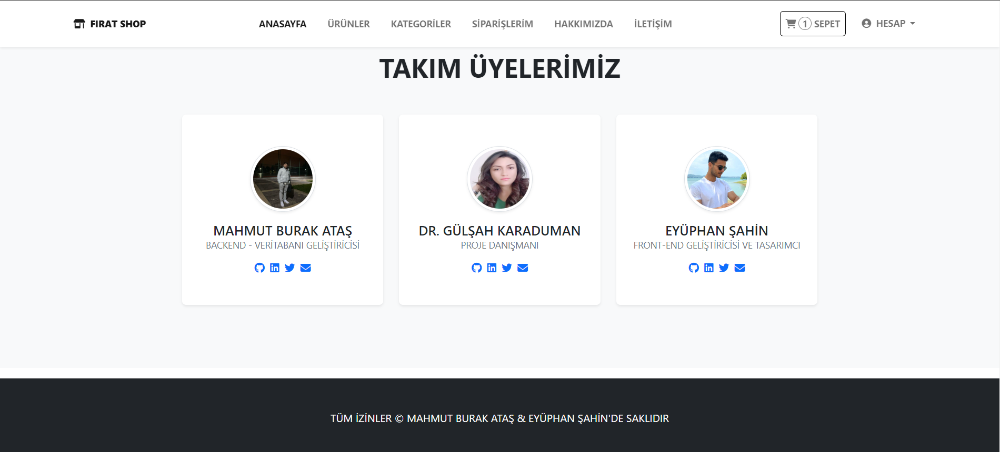 FIRAT SHOP
ANASAYFA
ÜRÜNLER
KATEGORİLER
SİPARİŞLERİM
HAKKIMIZDA
İLETİŞİM
1 SEPET
HESAP
TAKIM ÜYELERİMİZ
MAHMUT BURAK ATAŞ
BACKEND - VERİTABANI GELİŞTİRİCİSİ
DR. GÜLŞAH KARADUMAN
PROJE DANIŞMANI
EYÜPHAN ŞAHİN
FRONT-END GELİŞTİRİCİSİ VE TASARIMCI
TÜM İZİNLER © MAHMUT BURAK ATAŞ & EYÜPHAN ŞAHİN'DE SAKLIDIR